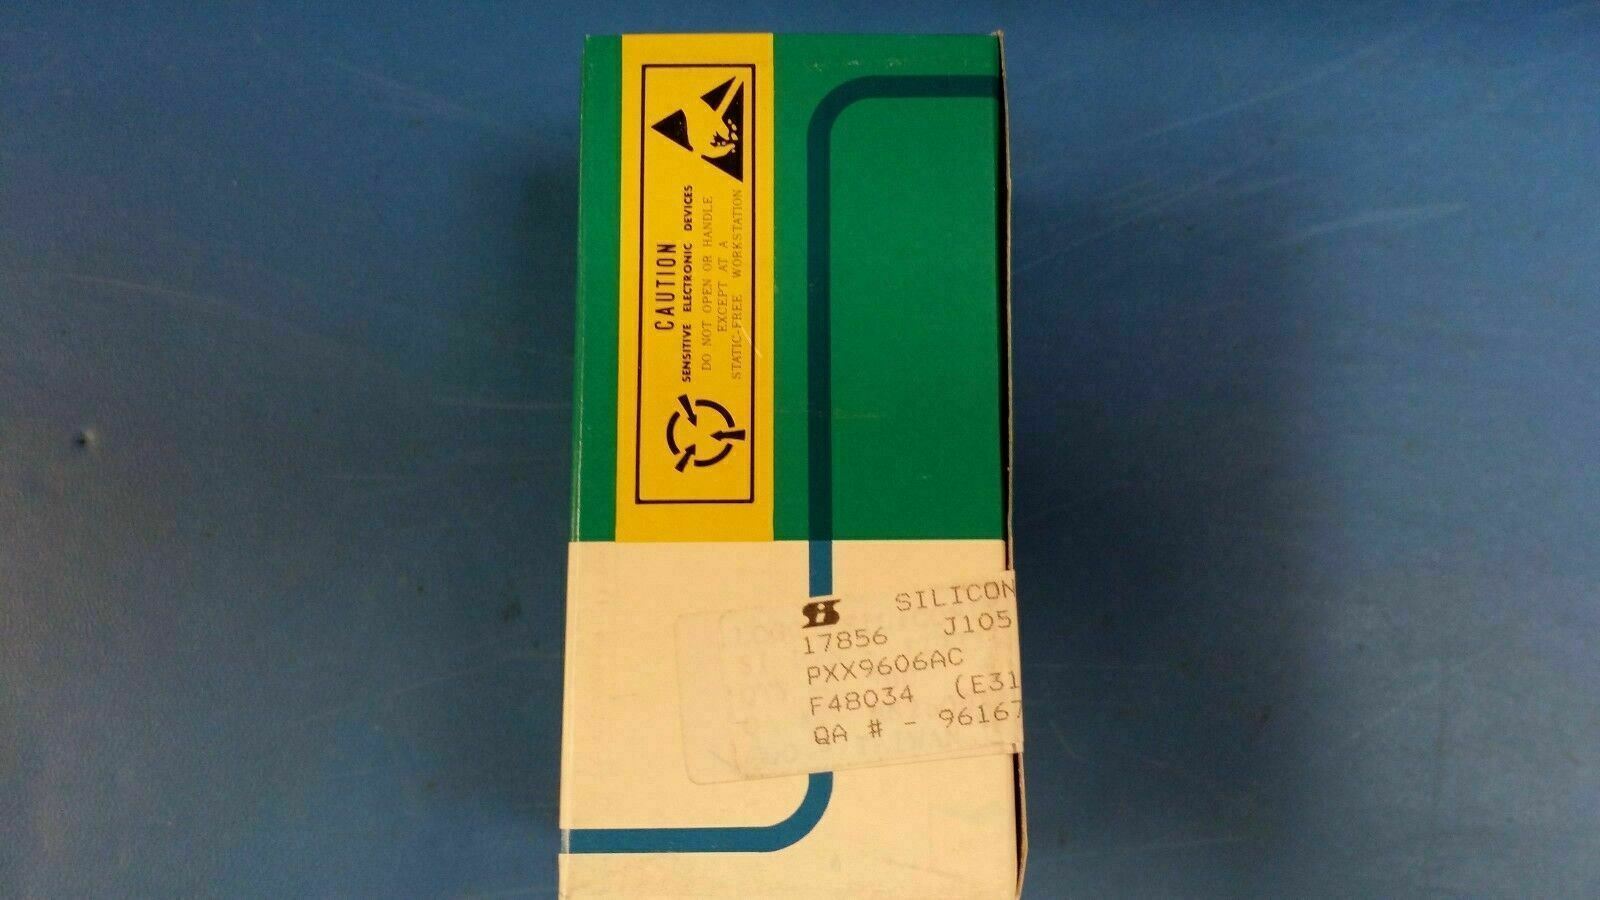 CAUTION
SENSITIVE ELECTRONIC DEVICES
DO NOT OPEN OR HANDLE
EXCEPT AT A
STATIC-FREE WORKSTATION
SILICON
17856 J105
PXX9606AC
F48034 (E31
QA # - 96167